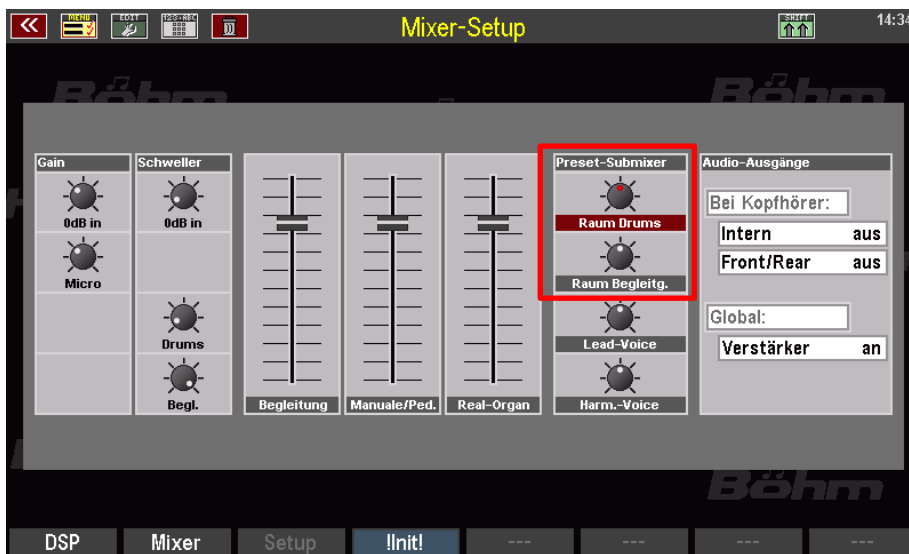 MENU
EDIT
123·ABC
Mixer-Setup
SHIFT
14:34
Böhm
Böhm
Gain
0dB in
Micro
Schweller
0dB in
Drums
Begl.
Begleitung
Manuale/Ped.
Real-Organ
Preset-Submixer
Raum Drums
Raum Begleitg.
Lead-Voice
Harm.-Voice
Audio-Ausgänge
Bei Kopfhörer:
Intern aus
Front/Rear aus
Global:
Verstärker an
Böhm
DSP Mixer Setup !Init! --- --- --- ---